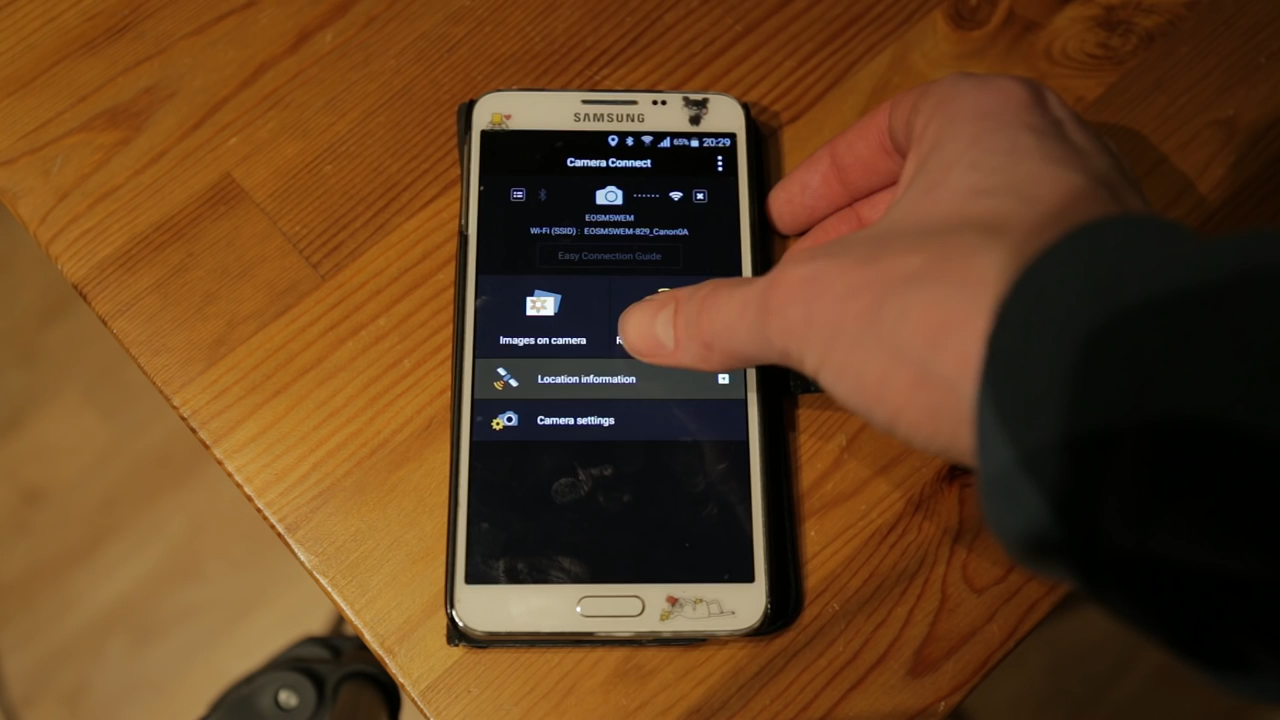 SAMSUNG
65% 20:29
Camera Connect
EOSM5WEM
Wi-Fi (SSID) : EOSM5WEM-829_Canon0A
Easy Connection Guide
Images on camera
R
Location information
Camera settings